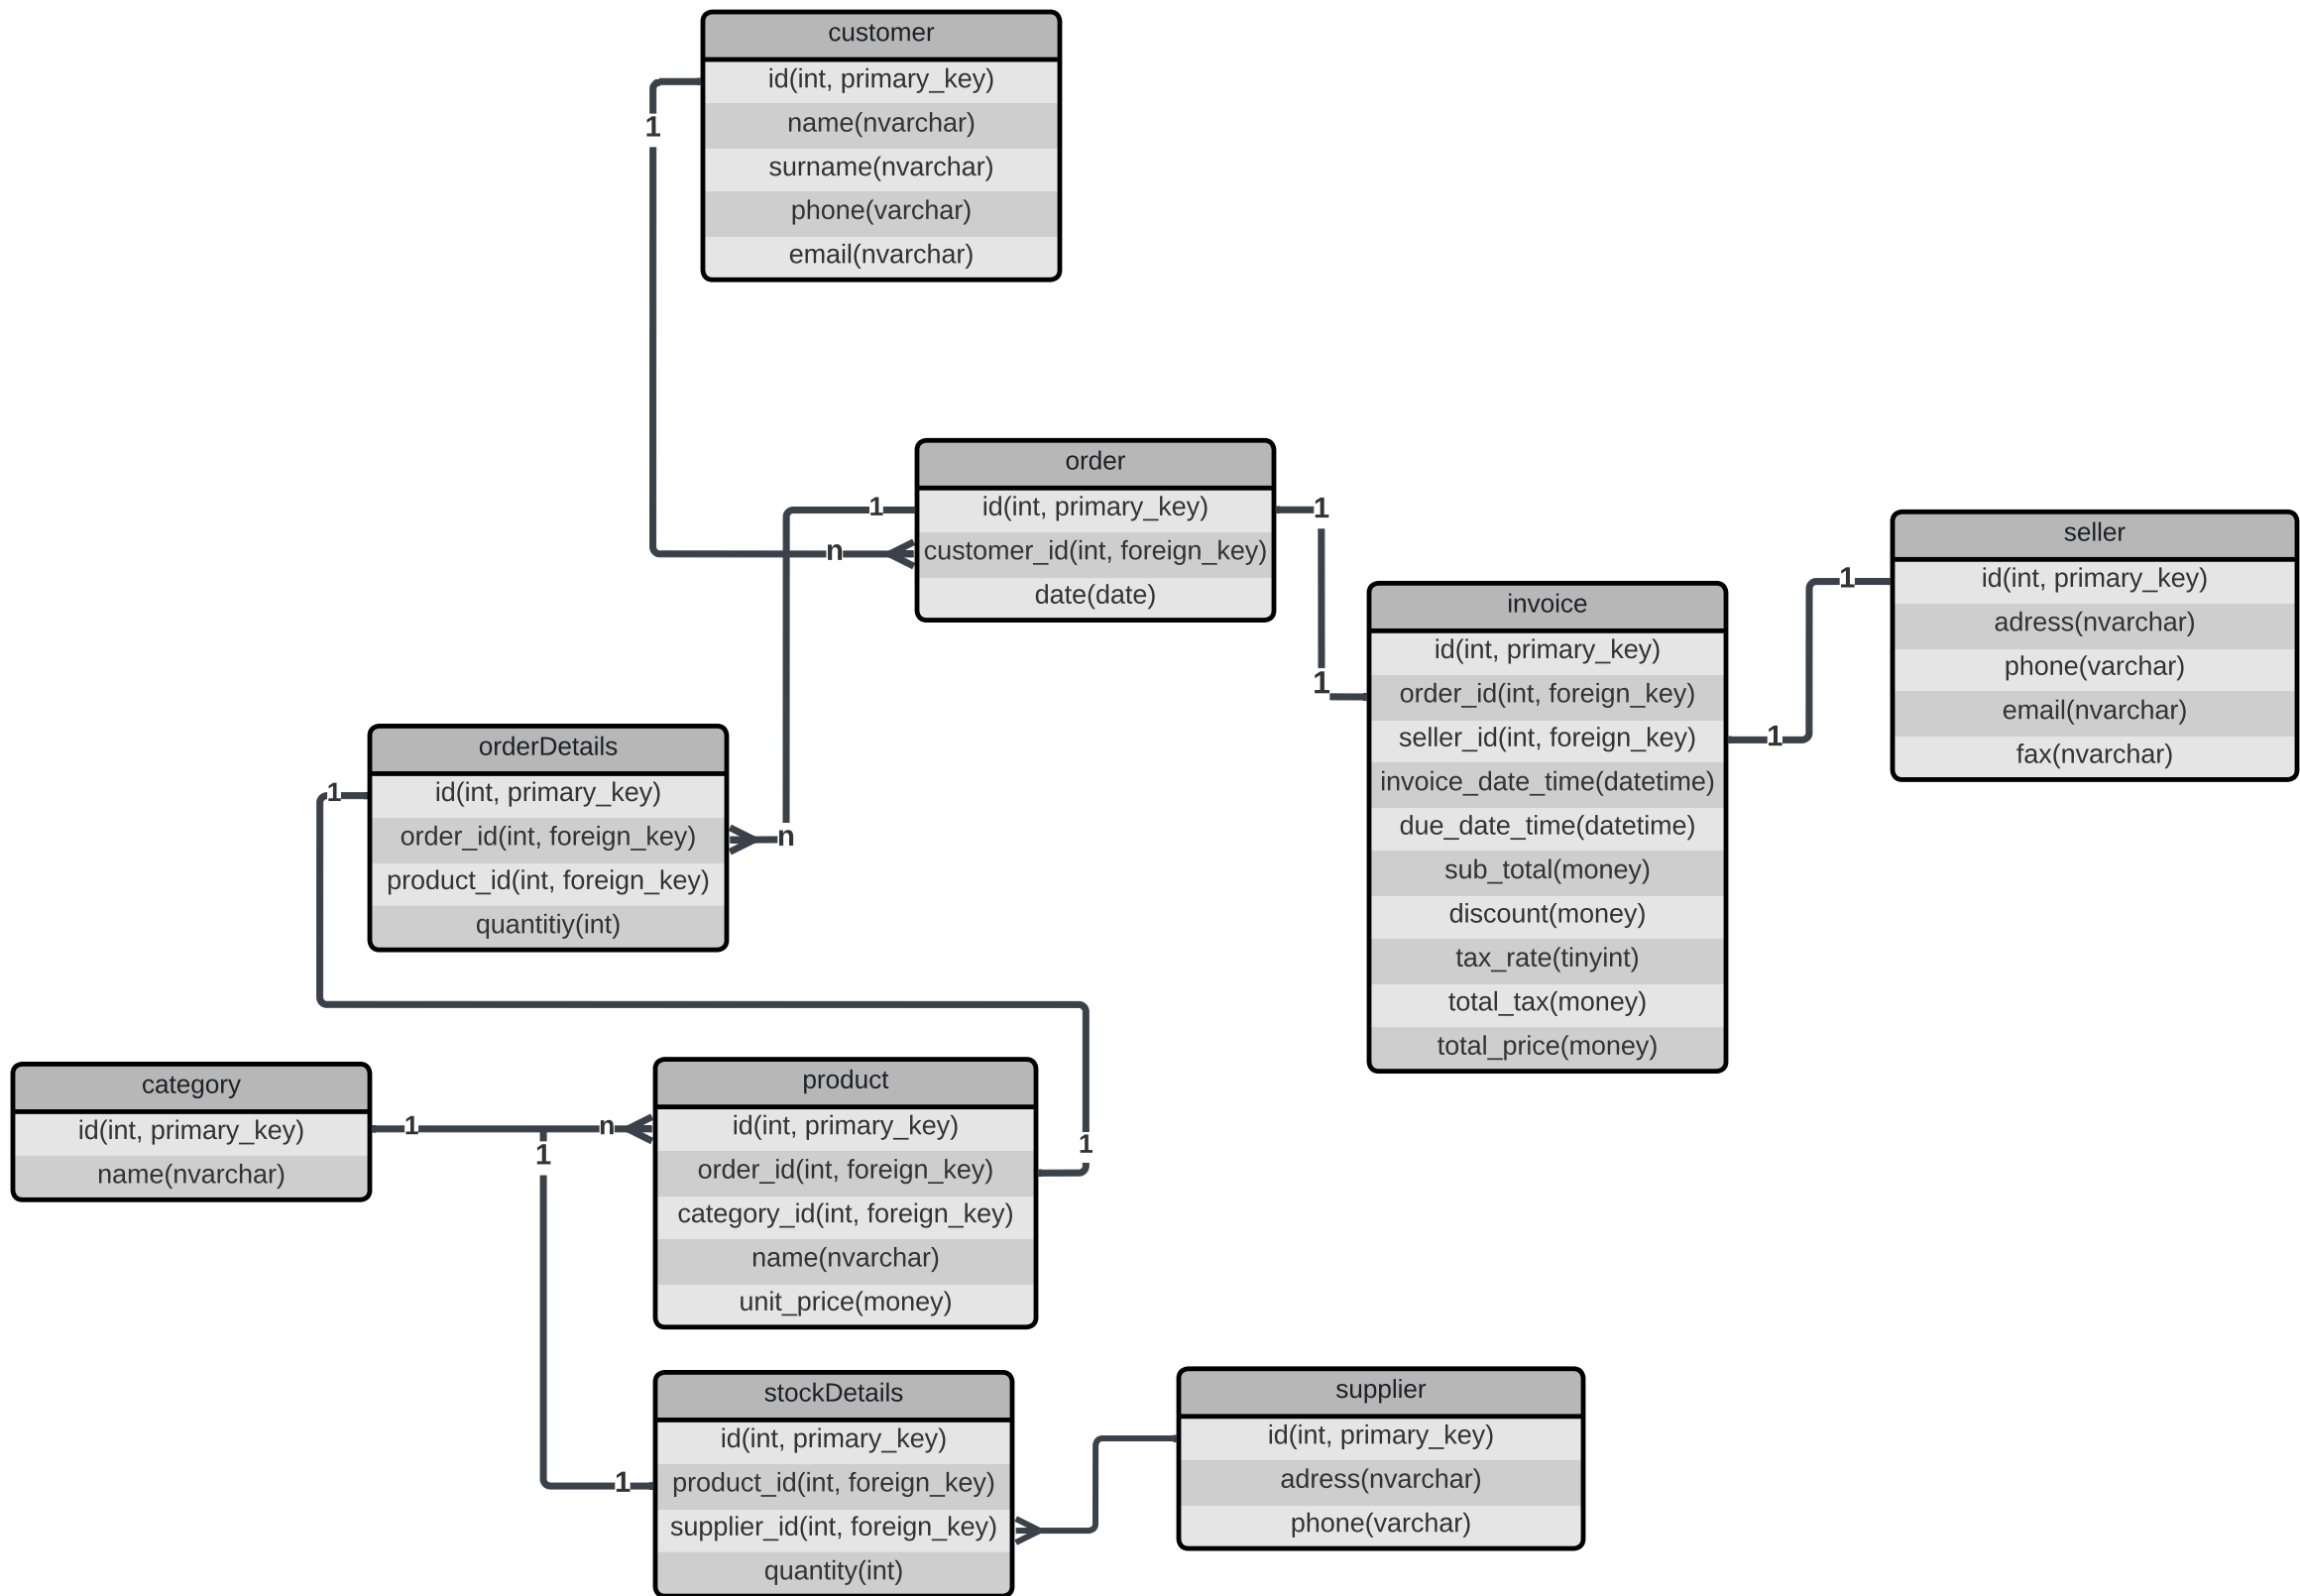 customer
id(int, primary_key)
name(nvarchar)
surname(nvarchar)
phone(varchar)
email(nvarchar)
1
order
id(int, primary_key)
customer_id(int, foreign_key)
date(date)
1
n
1
1
seller
id(int, primary_key)
adress(nvarchar)
phone(varchar)
email(nvarchar)
fax(nvarchar)
1
1
invoice
id(int, primary_key)
order_id(int, foreign_key)
seller_id(int, foreign_key)
invoice_date_time(datetime)
due_date_time(datetime)
sub_total(money)
discount(money)
tax_rate(tinyint)
total_tax(money)
total_price(money)
orderDetails
id(int, primary_key)
order_id(int, foreign_key)
product_id(int, foreign_key)
quantitiy(int)
1
n
category
id(int, primary_key)
name(nvarchar)
1
n
1
product
id(int, primary_key)
order_id(int, foreign_key)
category_id(int, foreign_key)
name(nvarchar)
unit_price(money)
1
stockDetails
id(int, primary_key)
product_id(int, foreign_key)
supplier_id(int, foreign_key)
quantity(int)
1
supplier
id(int, primary_key)
adress(nvarchar)
phone(varchar)